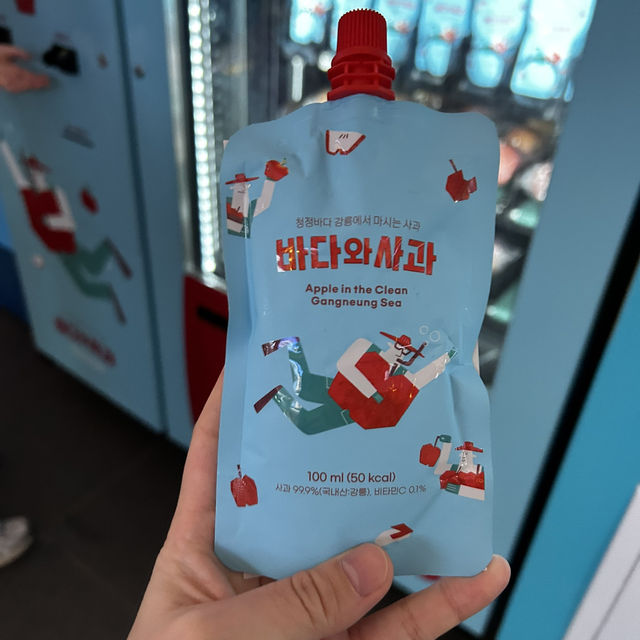 청정바다 강릉에서 마시는 사과
바다와사과
Apple in the Clean
Gangneung Sea
100 ml (50 kcal)
사과 99.9%(국내산:강릉), 비타민C 0.1%